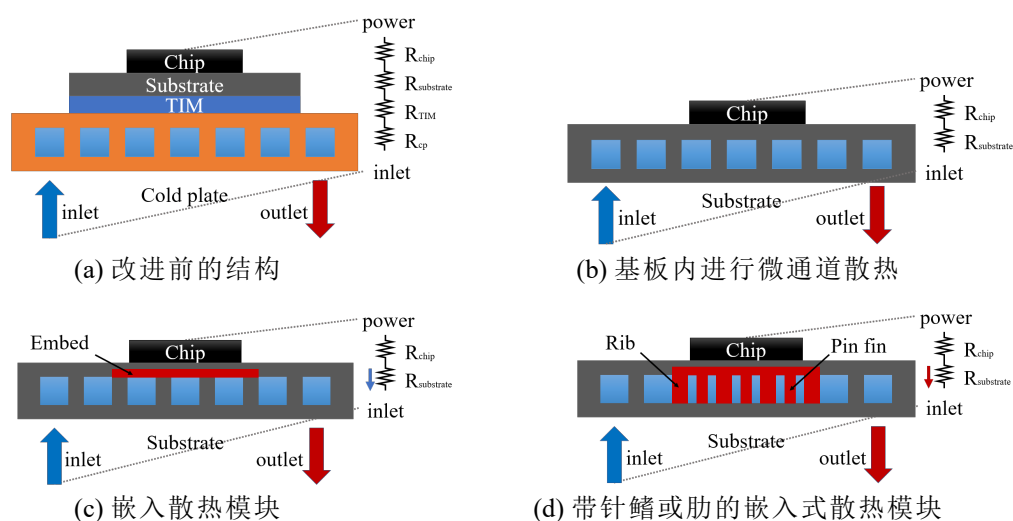 power
Chip
R_chip
Substrate
R_substrate
TIM
R_TIM
R_cp
inlet
Cold plate
inlet
outlet
(a) 改进前的结构
power
Chip
R_chip
R_substrate
inlet
Substrate
inlet
outlet
(b) 基板内进行微通道散热
power
Embed
Chip
R_chip
R_substrate
inlet
Substrate
inlet
outlet
(c) 嵌入散热模块
power
Rib
Chip
Pin fin
R_chip
R_substrate
inlet
Substrate
inlet
outlet
(d) 带针鳍或肋的嵌入式散热模块